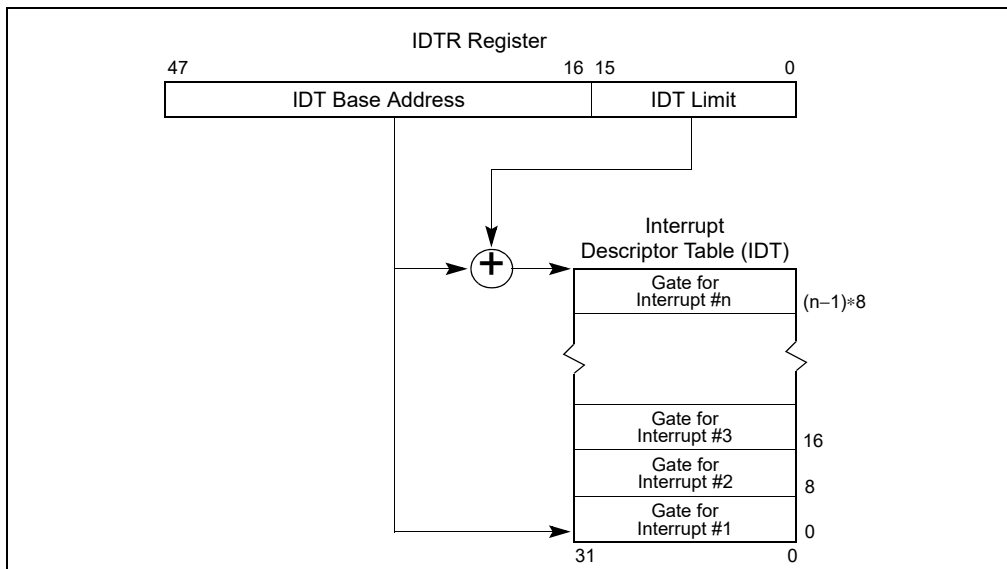 IDTR Register
47 16 15 0
IDT Base Address IDT Limit
+
Interrupt
Descriptor Table (IDT)
Gate for
Interrupt #n
(n−1)∗8
Gate for
Interrupt #3
16
Gate for
Interrupt #2
8
Gate for
Interrupt #1
0
31 0